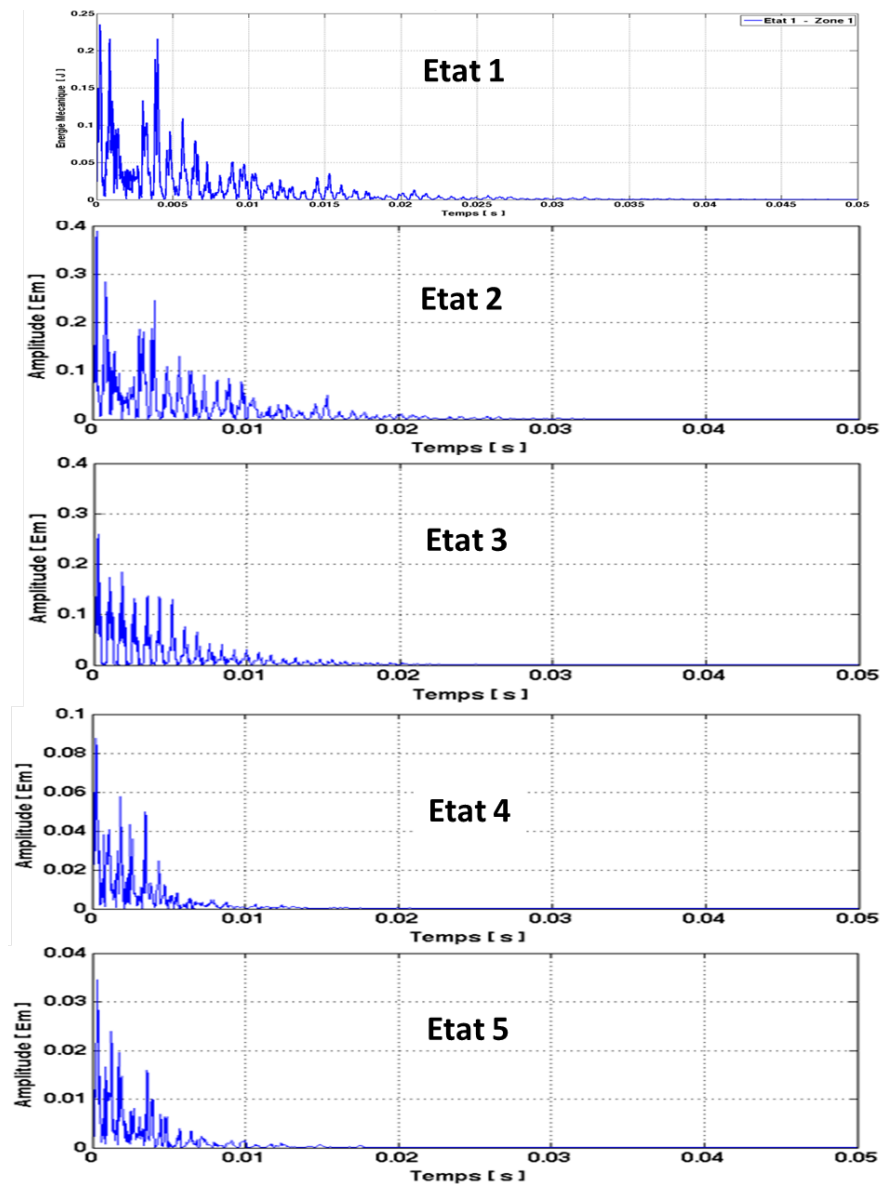 0.25
Etat 1 - Zone 1
0.2
Etat 1
0.15
Energie Mécanique [J]
0.1
0.05
0
0 0.005 0.01 0.015 0.02 0.025 0.03 0.035 0.04 0.045 0.05
Temps [ s ]
0.4
0.3
Etat 2
Amplitude [Em]
0.2
0.1
0
0 0.01 0.02 0.03 0.04 0.05
Temps [ s ]
0.4
0.3
Etat 3
Amplitude [Em]
0.2
0.1
0
0 0.01 0.02 0.03 0.04 0.05
Temps [ s ]
0.1
0.08
0.06
Etat 4
Amplitude [Em]
0.04
0.02
0
0 0.01 0.02 0.03 0.04 0.05
Temps [ s ]
0.04
0.03
Etat 5
Amplitude [Em]
0.02
0.01
0
0 0.01 0.02 0.03 0.04 0.05
Temps [ s ]